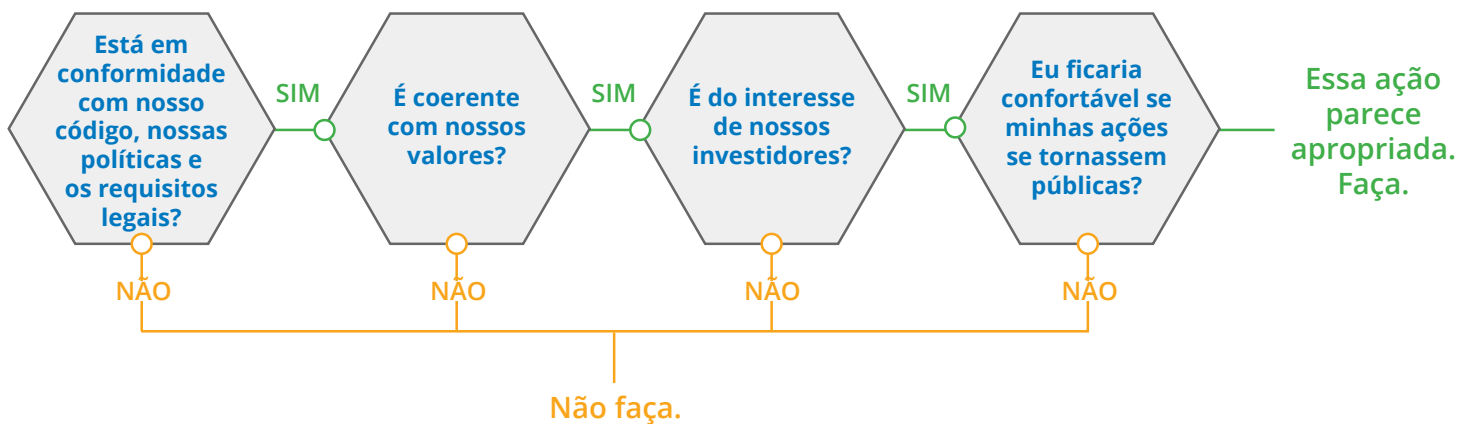 Está em
conformidade
com nosso
código, nossas
políticas e
os requisitos
legais?
SIM
É coerente
com nossos
valores?
SIM
É do interesse
de nossos
investidores?
SIM
Eu ficaria
confortável se
minhas ações
se tornassem
públicas?
Essa ação
parece
apropriada.
Faça.
NÃO
NÃO
NÃO
NÃO
Não faça.